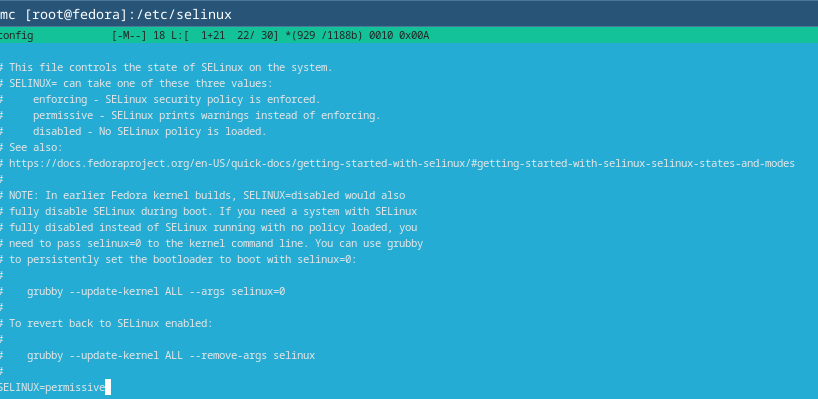 mc [root@fedora]:/etc/selinux
config [-M--] 18 L:[ 1+21 22/ 30] *(929 /1188b) 0010 0x00A
# This file controls the state of SELinux on the system.
# SELINUX= can take one of these three values:
#     enforcing - SELinux security policy is enforced.
#     permissive - SELinux prints warnings instead of enforcing.
#     disabled - No SELinux policy is loaded.
# See also:
# https://docs.fedoraproject.org/en-US/quick-docs/getting-started-with-selinux/#getting-started-with-selinux-selinux-states-and-modes
#
# NOTE: In earlier Fedora kernel builds, SELINUX=disabled would also
# fully disable SELinux during boot. If you need a system with SELinux
# fully disabled instead of SELinux running with no policy loaded, you
# need to pass selinux=0 to the kernel command line. You can use grubby
# to persistently set the bootloader to boot with selinux=0:
#
#    grubby --update-kernel ALL --args selinux=0
#
# To revert back to SELinux enabled:
#
#    grubby --update-kernel ALL --remove-args selinux
#
SELINUX=permissive